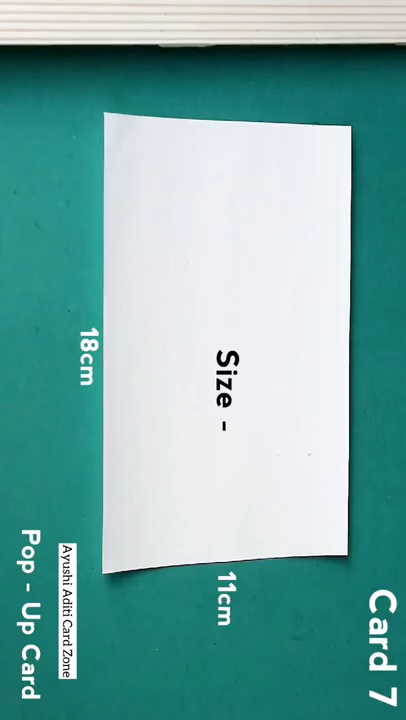 Card 7
Size -
11cm
18cm
Ayushi Aditi Card Zone
Pop - Up Card